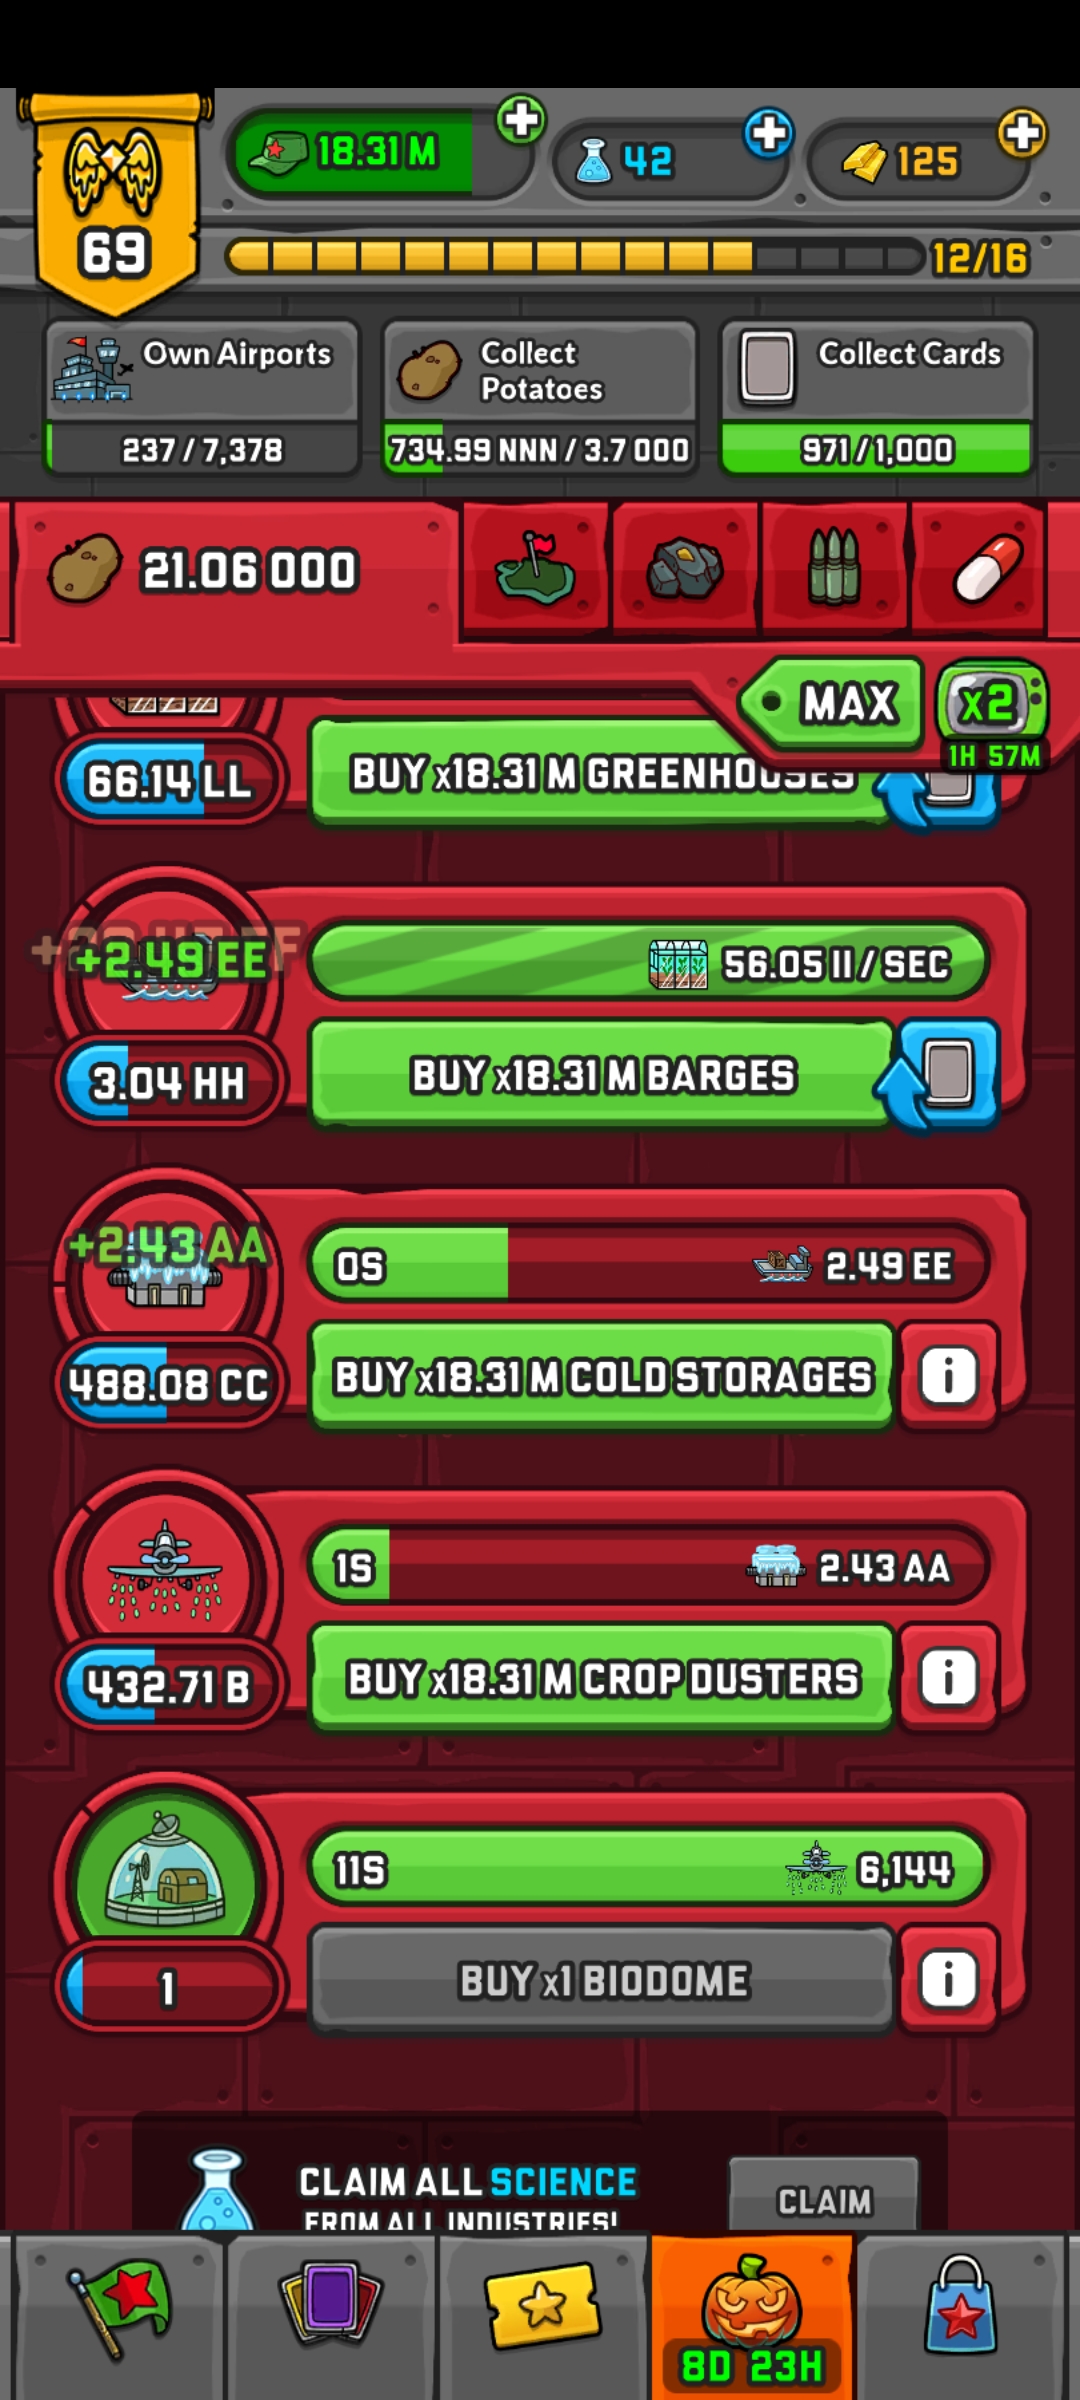 18.31 M
42
125
69
12/16
Own Airports
237 / 7,378
Collect
Potatoes
734.99 NNN / 3.7 OOO
Collect Cards
971 / 1,000
21.06 OOO
MAX
x2
1H 57M
66.14 LL
BUY x18.31 M GREENHOUSES
+2.49 EE
56.05 II / SEC
3.04 HH
BUY x18.31 M BARGES
+2.43 AA
0S
2.49 EE
488.08 CC
BUY x18.31 M COLD STORAGES
i
1S
2.43 AA
432.71 B
BUY x18.31 M CROP DUSTERS
i
11S
6,144
1
BUY x1 BIODOME
i
CLAIM ALL SCIENCE
FROM ALL INDUSTRIES!
CLAIM
8D 23H